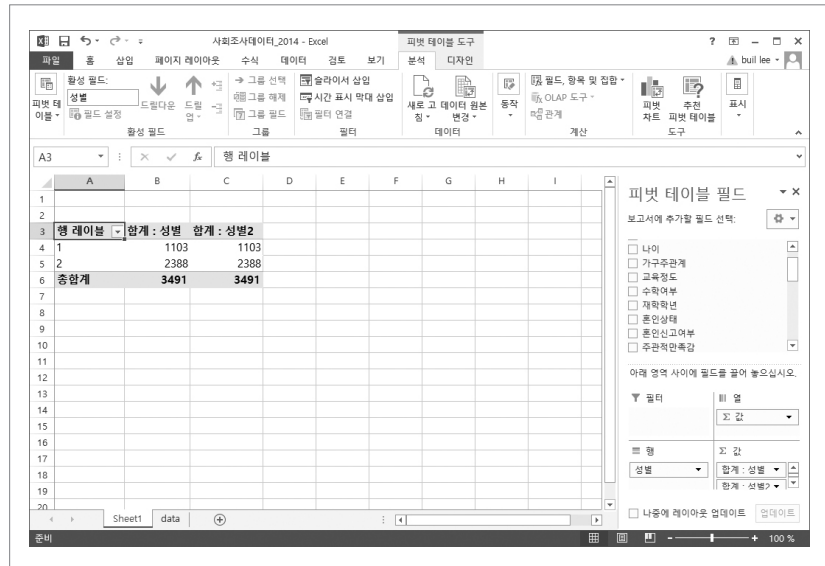 사회조사데이터_2014 - Excel
피벗 테이블 도구
파일 홈 삽입 페이지 레이아웃 수식 데이터 검토 보기 분석 디자인
buil lee
피벗 테이블
활성 필드:
성별
필드 설정
드릴다운
드릴업
활성 필드
그룹 선택
그룹 해제
그룹 필드
그룹
슬라이서 삽입
시간 표시 막대 삽입
필터 연결
필터
새로 고침
데이터 원본 변경
데이터
동작
필드, 항목 및 집합
OLAP 도구
관계
계산
피벗 차트
추천 피벗 테이블
도구
표시
A3
fx
행 레이블
A B C D E F G H I
1
2
3 행 레이블 합계 : 성별 합계 : 성별2
4 1 1103 1103
5 2 2388 2388
6 총합계 3491 3491
7
8
9
10
11
12
13
14
15
16
17
18
19
20
피벗 테이블 필드
보고서에 추가할 필드 선택:
나이
가구주관계
교육정도
수학여부
재학학년
혼인상태
혼인신고여부
주관적만족감
아래 영역 사이에 필드를 끌어 놓으십시오.
필터
열
Σ 값
행
성별
Σ 값
합계 : 성별
합계 : 성별2
나중에 레이아웃 업데이트
업데이트
Sheet1 data
준비
100 %